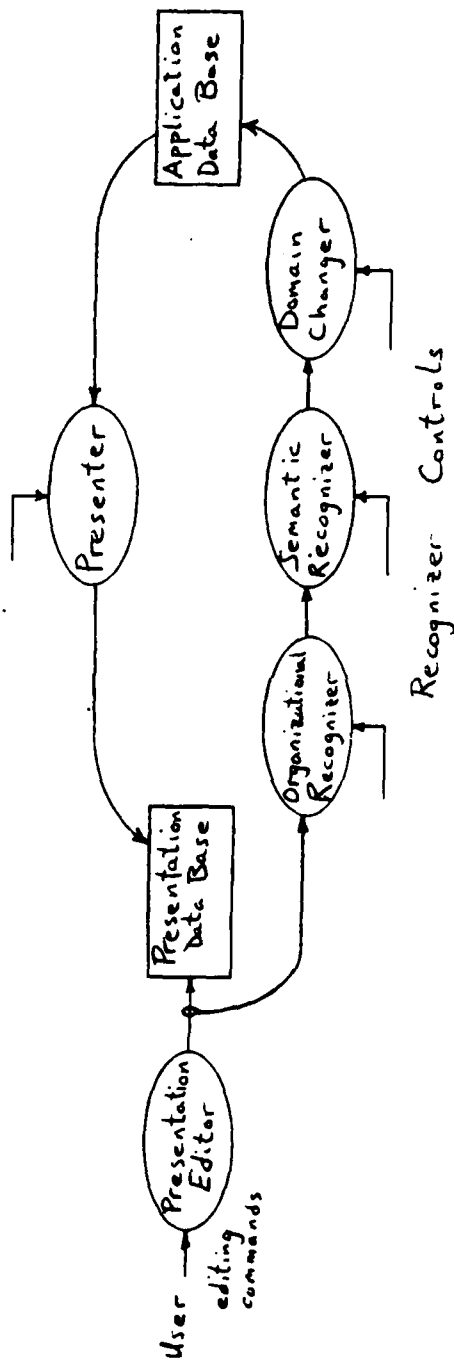 User
editing
commands
Presentation
Editor
Presentation
Data Base
Presenter
Application
Data Base
Organizational
Recognizer
Semantic
Recognizer
Domain
Changer
Recognizer Controls